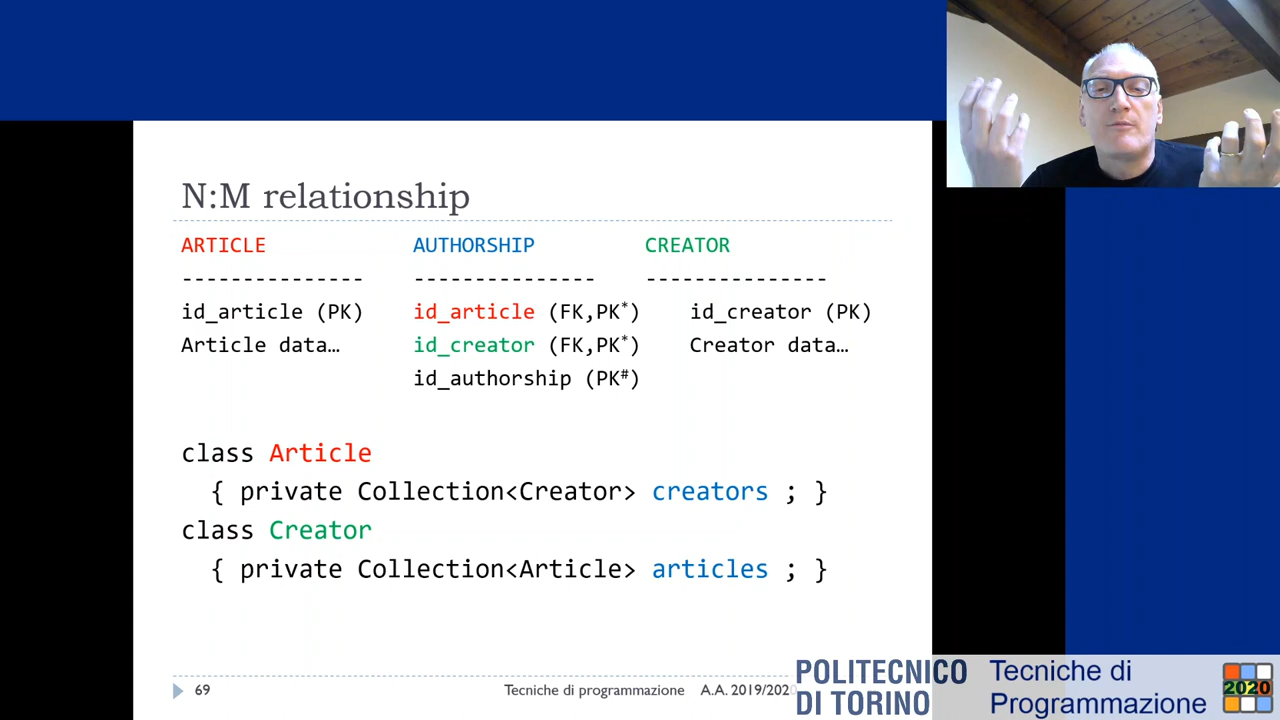 N:M relationship
ARTICLE AUTHORSHIP CREATOR
--------------- --------------- ---------------
id_article (PK) id_article (FK,PK*) id_creator (PK)
Article data… id_creator (FK,PK*) Creator data…
id_authorship (PK#)
class Article
{ private Collection<Creator> creators ; }
class Creator
{ private Collection<Article> articles ; }
69 Tecniche di programmazione A.A. 2019/2020
POLITECNICO
DI TORINO
Tecniche di
Programmazione
2020